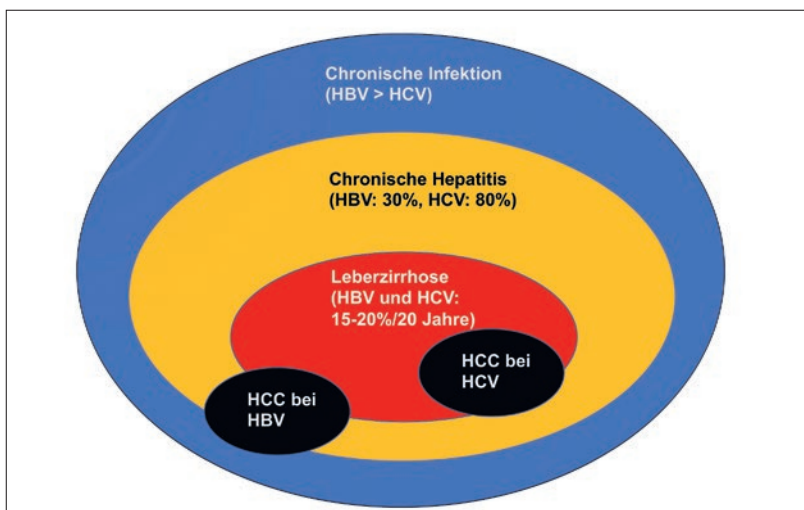 Chronische Infektion
(HBV > HCV)
Chronische Hepatitis
(HBV: 30%, HCV: 80%)
Leberzirrhose
(HBV und HCV:
15-20%/20 Jahre)
HCC bei
HCV
HCC bei
HBV